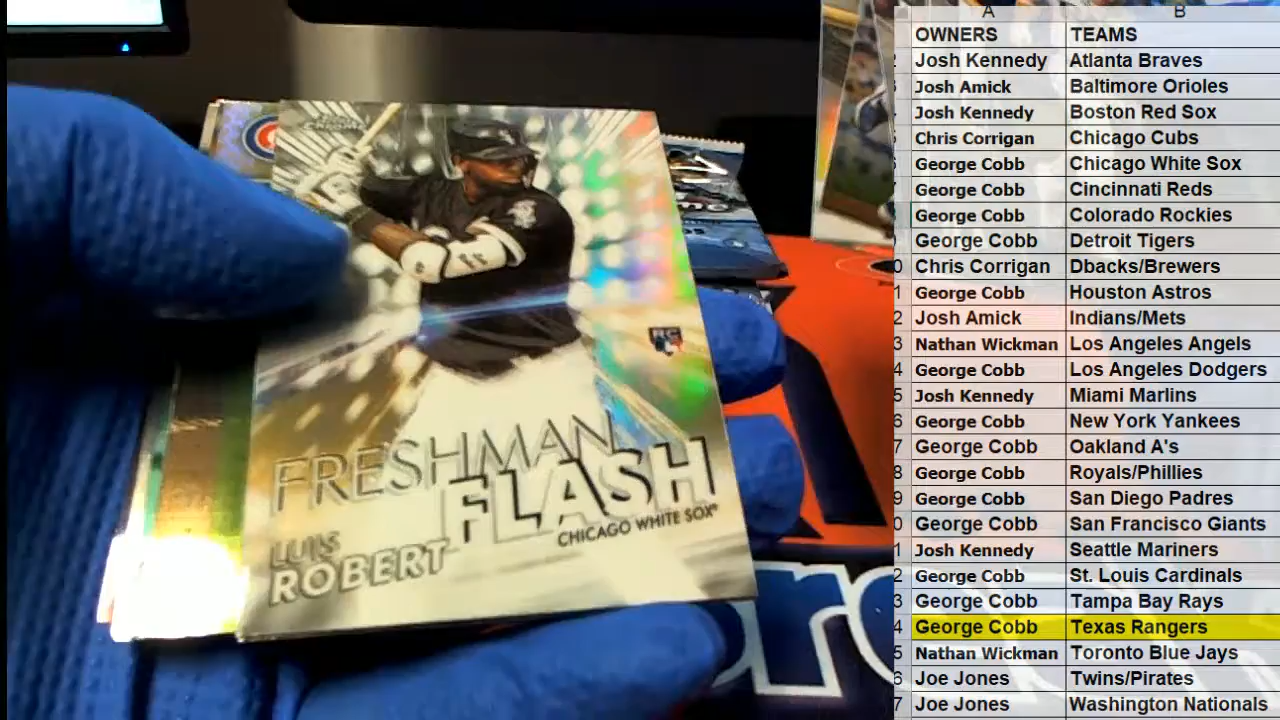 FRESHMAN
FLASH
LUIS
ROBERT
CHICAGO WHITE SOX
RC
A B
OWNERS TEAMS
Josh Kennedy Atlanta Braves
Josh Amick Baltimore Orioles
Josh Kennedy Boston Red Sox
Chris Corrigan Chicago Cubs
George Cobb Chicago White Sox
George Cobb Cincinnati Reds
George Cobb Colorado Rockies
George Cobb Detroit Tigers
Chris Corrigan Dbacks/Brewers
George Cobb Houston Astros
Josh Amick Indians/Mets
Nathan Wickman Los Angeles Angels
George Cobb Los Angeles Dodgers
Josh Kennedy Miami Marlins
George Cobb New York Yankees
George Cobb Oakland A's
George Cobb Royals/Phillies
George Cobb San Diego Padres
George Cobb San Francisco Giants
Josh Kennedy Seattle Mariners
George Cobb St. Louis Cardinals
George Cobb Tampa Bay Rays
George Cobb Texas Rangers
Nathan Wickman Toronto Blue Jays
Joe Jones Twins/Pirates
Joe Jones Washington Nationals